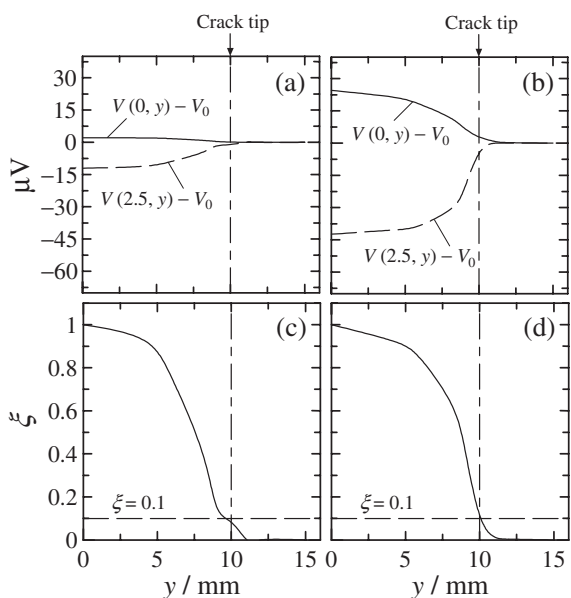 Crack tip Crack tip
(a) (b)
30
15
0
−15
−30
−45
−60
μV
V (0, y) − V₀
V (2.5, y) − V₀
V (0, y) − V₀
V (2.5, y) − V₀
(c) (d)
1
0.8
0.6
0.4
0.2
0
ξ
ξ = 0.1 ξ = 0.1
0 5 10 15 0 5 10 15
y / mm y / mm